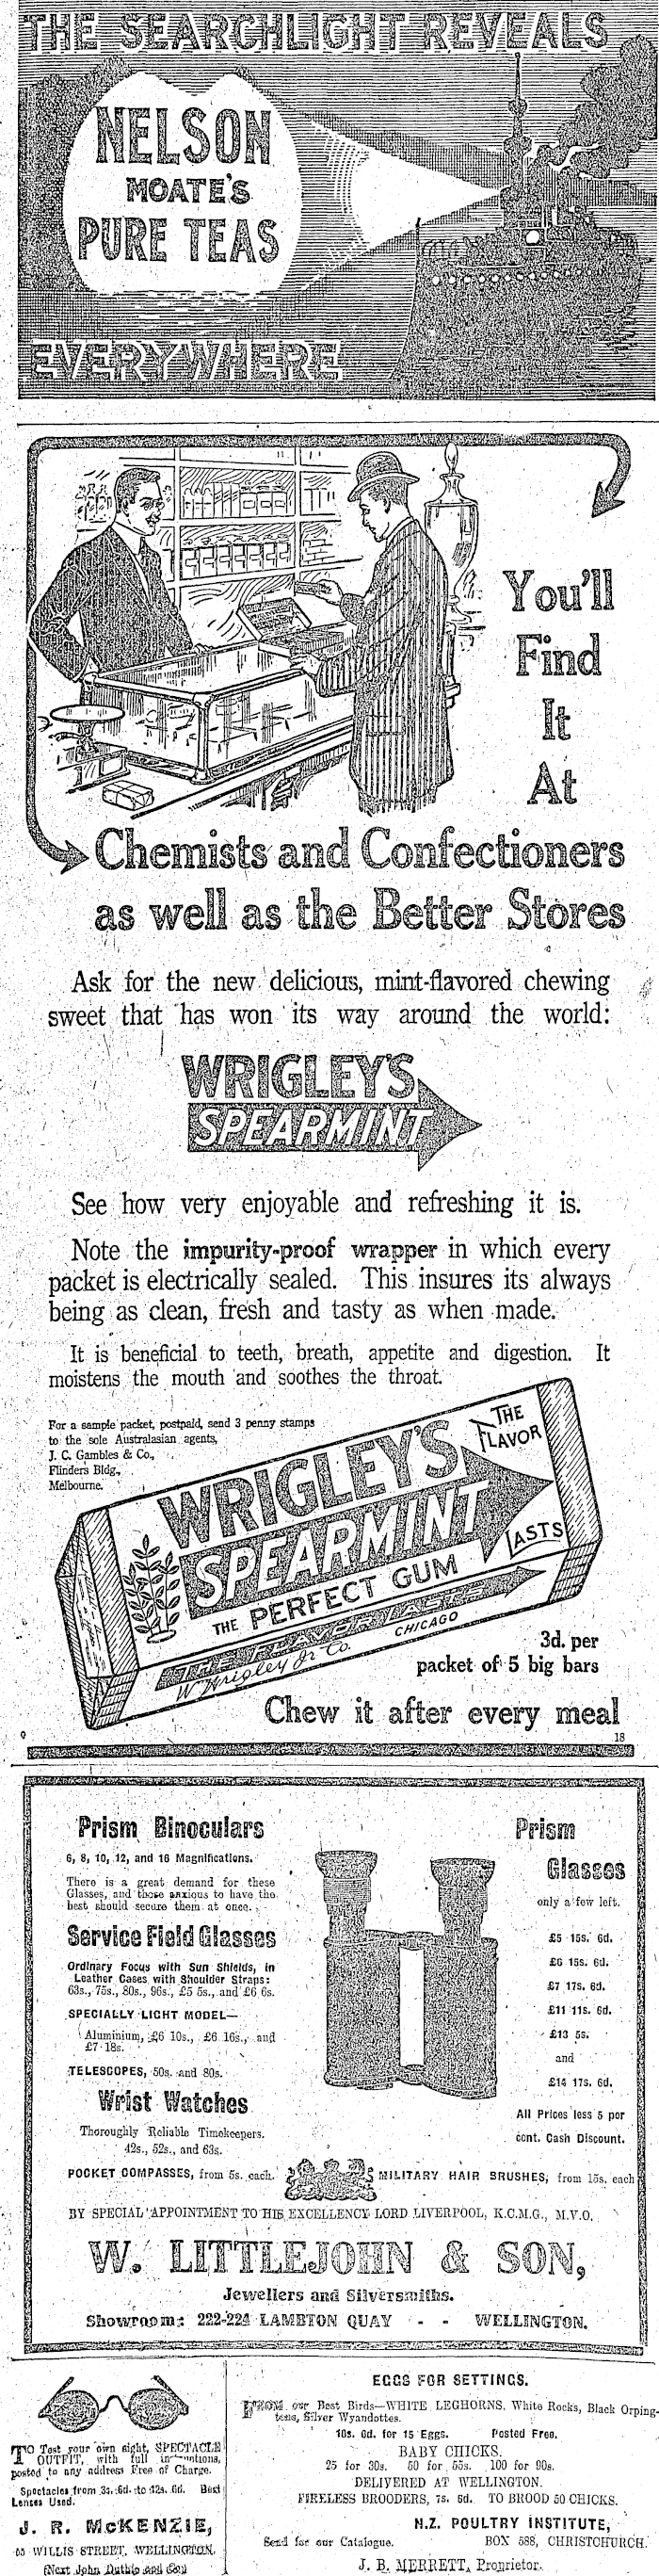 THE SEARCHLIGHT REVEALS
NELSON
MOATE'S
PURE TEAS
EVERYWHERE
You'll
Find
It
At
Chemists and Confectioners
as well as the Better Stores
Ask for the new delicious, mint-flavored chewing
sweet that has won its way around the world:
WRIGLEY'S
SPEARMINT
See how very enjoyable and refreshing it is.
Note the impurity-proof wrapper in which every
packet is electrically sealed. This insures its always
being as clean, fresh and tasty as when made.
It is beneficial to teeth, breath, appetite and digestion. It
moistens the mouth and soothes the throat.
For a sample packet, postpaid, send 3 penny stamps
to the sole Australasian agents,
J. C. Gambles & Co.,
Flinders Bldg.,
Melbourne.
THE
FLAVOR
LASTS
WRIGLEY'S
SPEARMINT
THE PERFECT GUM
THE FLAVOR LASTS
Wm Wrigley Jr Co. CHICAGO
3d. per
packet of 5 big bars
Chew it after every meal
18
Prism Binoculars
6, 8, 10, 12, and 16 Magnifications.
There is a great demand for these
Glasses, and those anxious to have the
best should secure them at once.
Service Field Glasses
Ordinary Focus with Sun Shields, in
Leather Cases with Shoulder Straps:
63s., 75s., 80s., 96s., £5 5s., and £6 6s.
SPECIALLY LIGHT MODEL—
Aluminium, £6 10s., £6 16s., and
£7 18s.
TELESCOPES, 50s. and 80s.
Wrist Watches
Thoroughly Reliable Timekeepers.
42s., 52s., and 63s.
POCKET COMPASSES, from 5s. each.
Prism
Glasses
only a few left.
£5 15s. 6d.
£6 15s. 6d.
£7 17s. 6d.
£11 11s. 6d.
£13 5s.
and
£14 17s. 6d.
All Prices less 5 per
cent. Cash Discount.
MILITARY HAIR BRUSHES, from 15s. each
BY SPECIAL APPOINTMENT TO HIS EXCELLENCY LORD LIVERPOOL, K.C.M.G., M.V.O.
W. LITTLEJOHN & SON,
Jewellers and Silversmiths.
Showroom: 222-224 LAMBTON QUAY - - WELLINGTON.
TO Test your own sight, SPECTACLE
OUTFIT, with full instructions,
posted to any address Free of Charge.
Spectacles from 3s. 6d. to 42s. 6d. Best
Lenses Used.
J. R. McKENZIE,
WILLIS STREET, WELLINGTON.
(Next John Duthie and Co.)
EGGS FOR SETTINGS.
FROM our Best Birds—WHITE LEGHORNS, White Rocks, Black Orping-
tons, Silver Wyandottes.
10s. 6d. for 15 Eggs. Posted Free.
BABY CHICKS.
25 for 30s. 50 for 55s. 100 for 90s.
DELIVERED AT WELLINGTON.
FIRELESS BROODERS, 7s. 6d. TO BROOD 50 CHICKS.
N.Z. POULTRY INSTITUTE,
Send for our Catalogue. BOX 588, CHRISTCHURCH.
J. B. MERRETT, Proprietor.